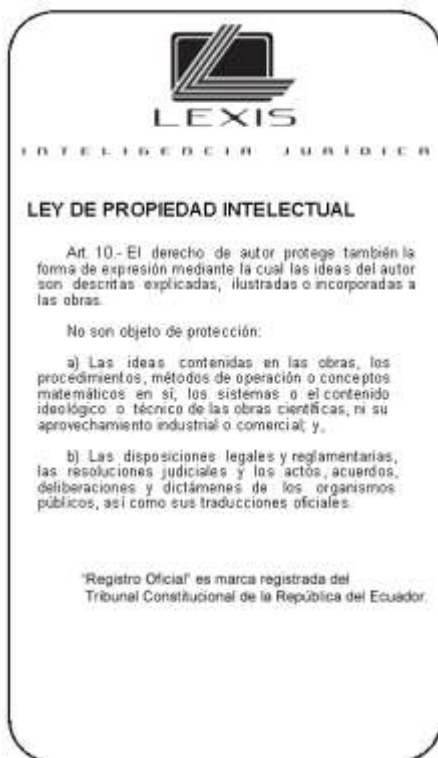 LEXIS
INTELIGENCIA JURÍDICA
LEY DE PROPIEDAD INTELECTUAL
Art. 10.- El derecho de autor protege también la
forma de expresión mediante la cual las ideas del autor
son descritas explicadas, ilustradas o incorporadas a
las obras.
No son objeto de protección:
a) Las ideas contenidas en las obras, los
procedimientos, métodos de operación o conceptos
matemáticos en sí; los sistemas o el contenido
ideológico o técnico de las obras científicas, ni su
aprovechamiento industrial o comercial; y,
b) Las disposiciones legales y reglamentarias,
las resoluciones judiciales y los actos, acuerdos,
deliberaciones y dictámenes de los organismos
públicos, así como sus traducciones oficiales.
"Registro Oficial" es marca registrada del
Tribunal Constitucional de la República del Ecuador.